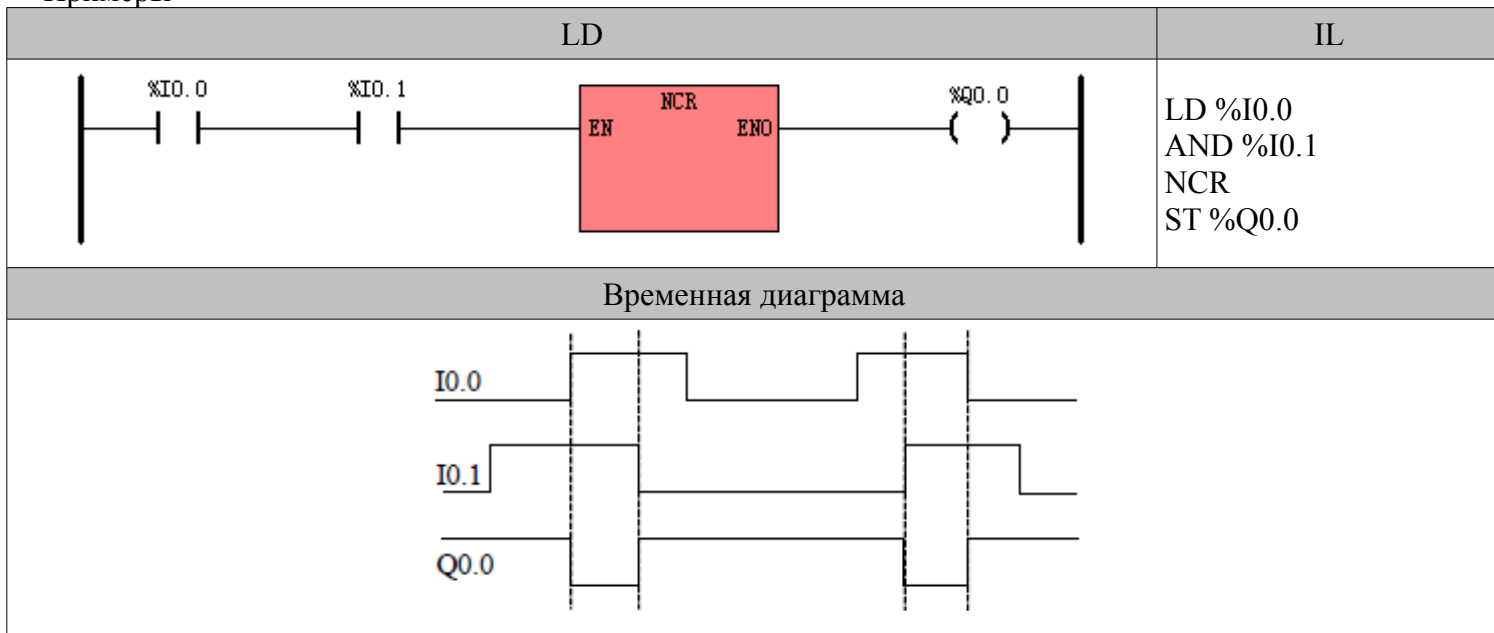 Примеры
LD
IL
%I0.0
%I0.1
NCR
EN
ENO
%Q0.0
LD %I0.0
AND %I0.1
NCR
ST %Q0.0
Временная диаграмма
I0.0
I0.1
Q0.0